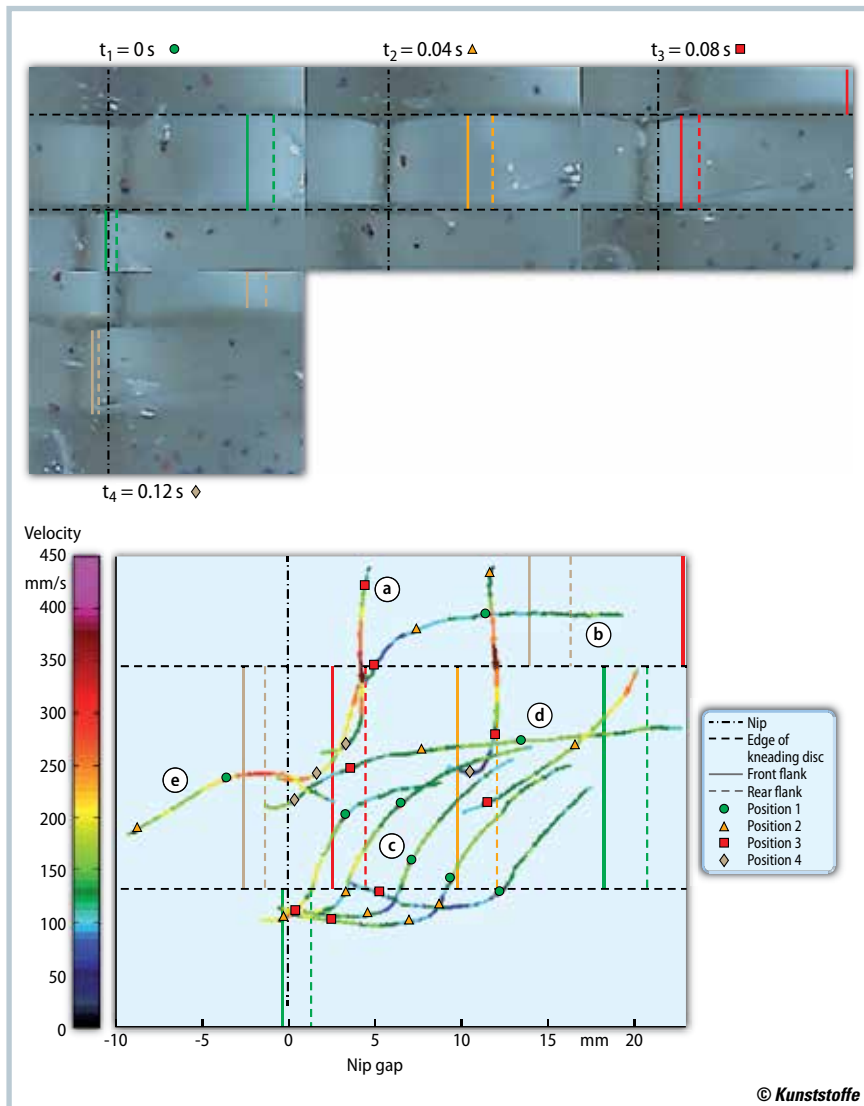 t1 = 0 s
t2 = 0.04 s
t3 = 0.08 s
t4 = 0.12 s
Velocity
450
mm/s
400
350
300
250
200
150
100
50
0
a
b
d
e
c
-10
-5
0
5
10
15
mm
20
Nip gap
Nip
Edge of
kneading disc
Front flank
Rear flank
Position 1
Position 2
Position 3
Position 4
© Kunststoffe